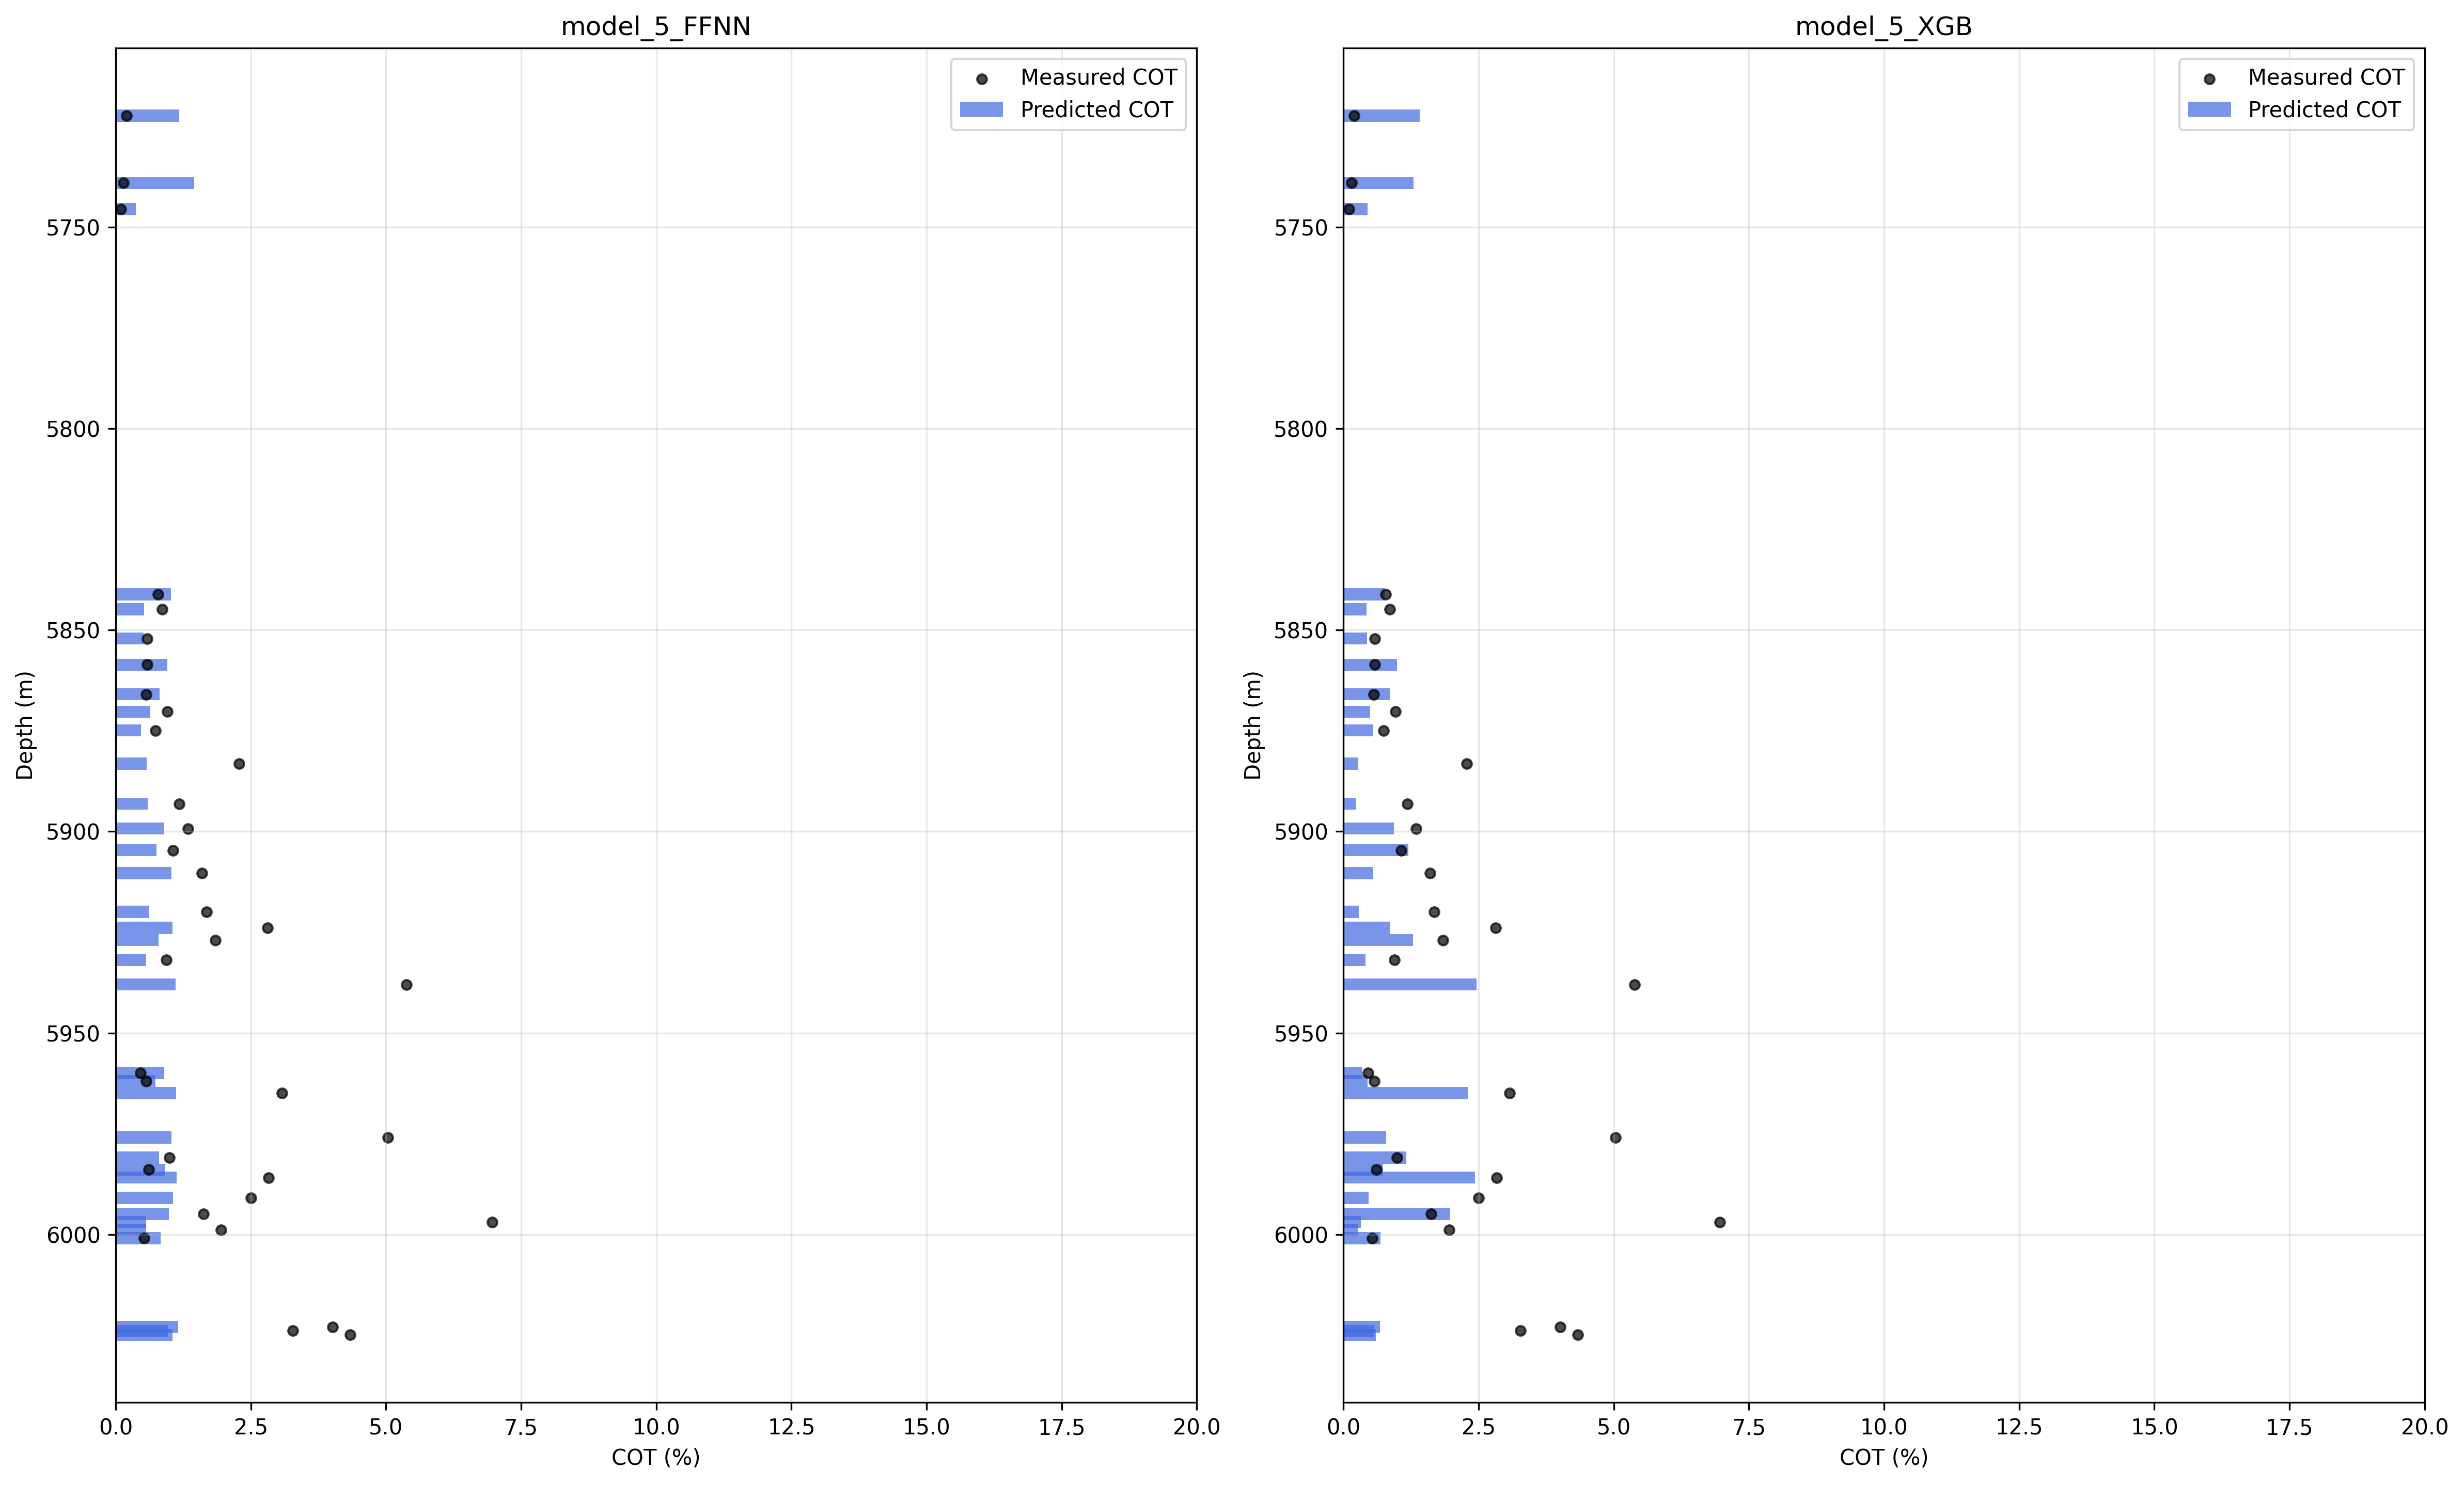 model_5_FFNN
Measured COT
Predicted COT
5750
5800
5850
5900
5950
6000
Depth (m)
0.0 2.5 5.0 7.5 10.0 12.5 15.0 17.5 20.0
COT (%)
model_5_XGB
Measured COT
Predicted COT
5750
5800
5850
5900
5950
6000
Depth (m)
0.0 2.5 5.0 7.5 10.0 12.5 15.0 17.5 20.0
COT (%)